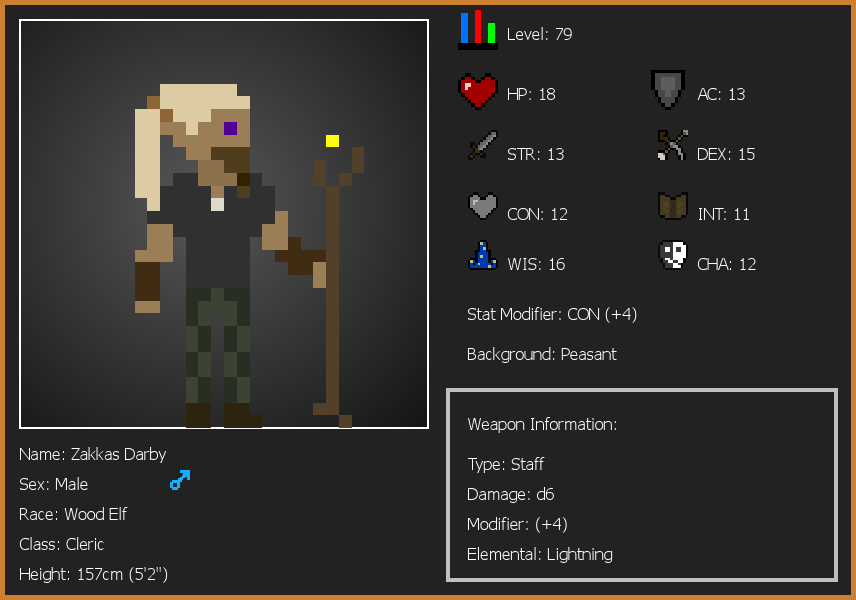 Level: 79
HP: 18
AC: 13
STR: 13
DEX: 15
CON: 12
INT: 11
WIS: 16
CHA: 12
Stat Modifier: CON (+4)
Background: Peasant
Weapon Information:
Type: Staff
Damage: d6
Modifier: (+4)
Elemental: Lightning
Name: Zakkas Darby
Sex: Male
Race: Wood Elf
Class: Cleric
Height: 157cm (5'2")